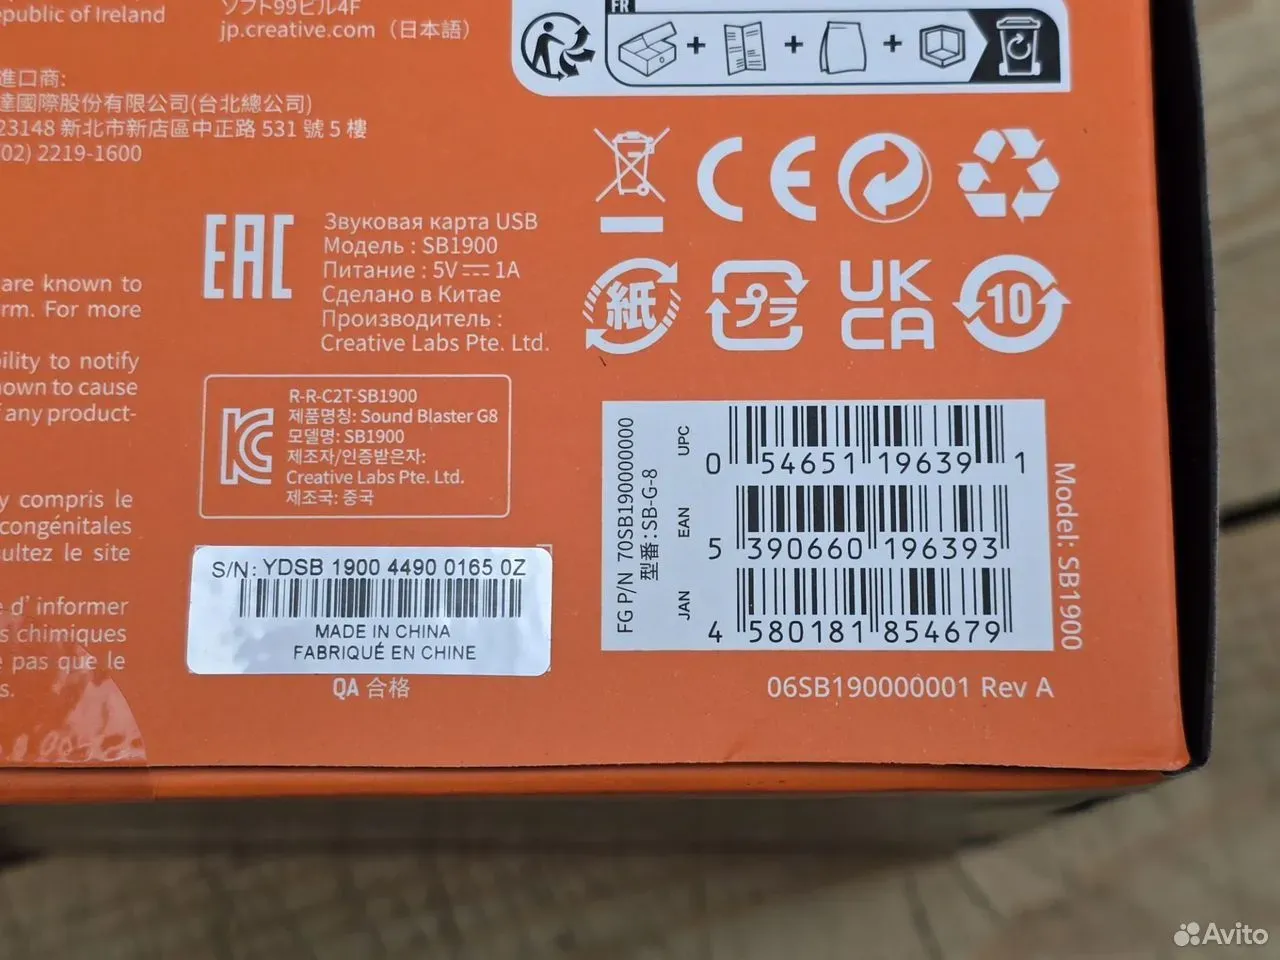 epublic of Ireland
ソフト99ビル4F
jp.creative.com（日本語）
FR
進口商:
達國際股份有限公司(台北總公司)
23148 新北市新店區中正路 531 號 5 樓
02) 2219-1600
EAC
Звуковая карта USB
Модель : SB1900
Питание : 5V⎓1A
Сделано в Китае
Производитель :
Creative Labs Pte. Ltd.
CE
紙
プラ
UK
CA
10
are known to
rm. For more
ility to notify
own to cause
f any product-
y compris le
congénitales
sultez le site
e d' informer
s chimiques
e pas que le
s.
R-R-C2T-SB1900
제품명칭: Sound Blaster G8
모델명: SB1900
제조자/인증받은자:
Creative Labs Pte. Ltd.
제조국: 중국
S/N: YDSB 1900 4490 0165 0Z
MADE IN CHINA
FABRIQUÉ EN CHINE
QA 合格
FG P/N 70SB190000000
型番:SB-G-8
UPC
0 54651 19639 1
EAN
5 390660 196393
JAN
4 580181 854679
Model: SB1900
06SB190000001 Rev A
Avito